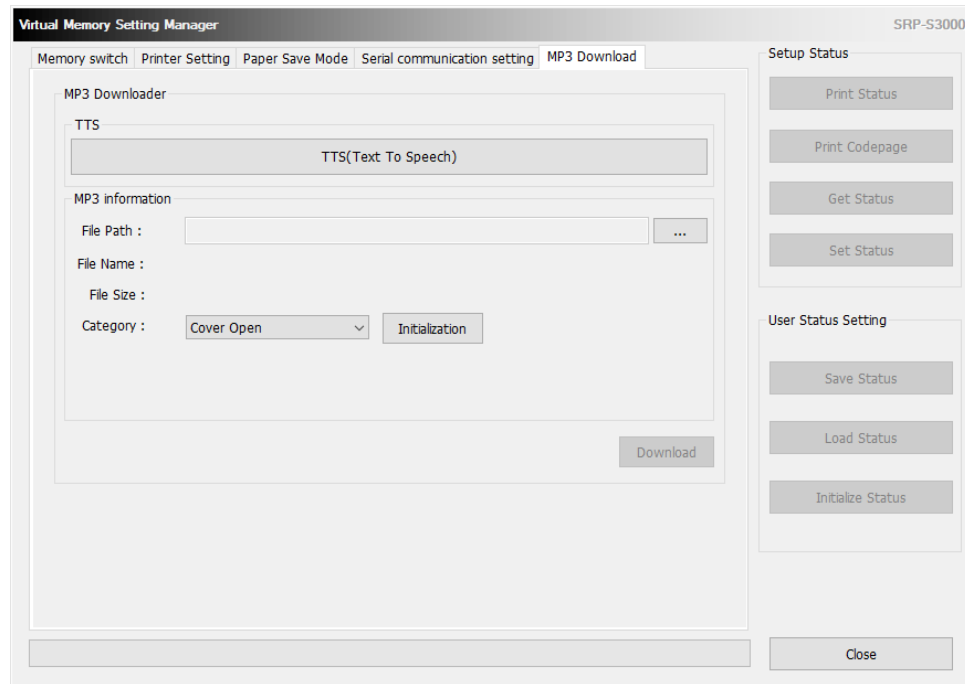 Virtual Memory Setting Manager
SRP-S3000
Memory switch
Printer Setting
Paper Save Mode
Serial communication setting
MP3 Download
MP3 Downloader
TTS
TTS(Text To Speech)
MP3 information
File Path :
...
File Name :
File Size :
Category :
Cover Open
Initialization
Download
Setup Status
Print Status
Print Codepage
Get Status
Set Status
User Status Setting
Save Status
Load Status
Initialize Status
Close